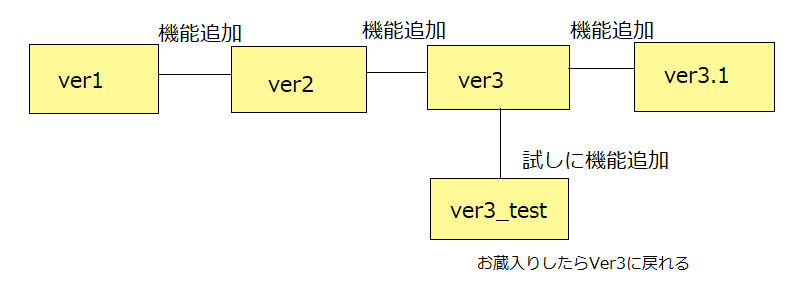 機能追加
機能追加
機能追加
ver1
ver2
ver3
ver3.1
試しに機能追加
ver3_test
お蔵入りしたらVer3に戻れる